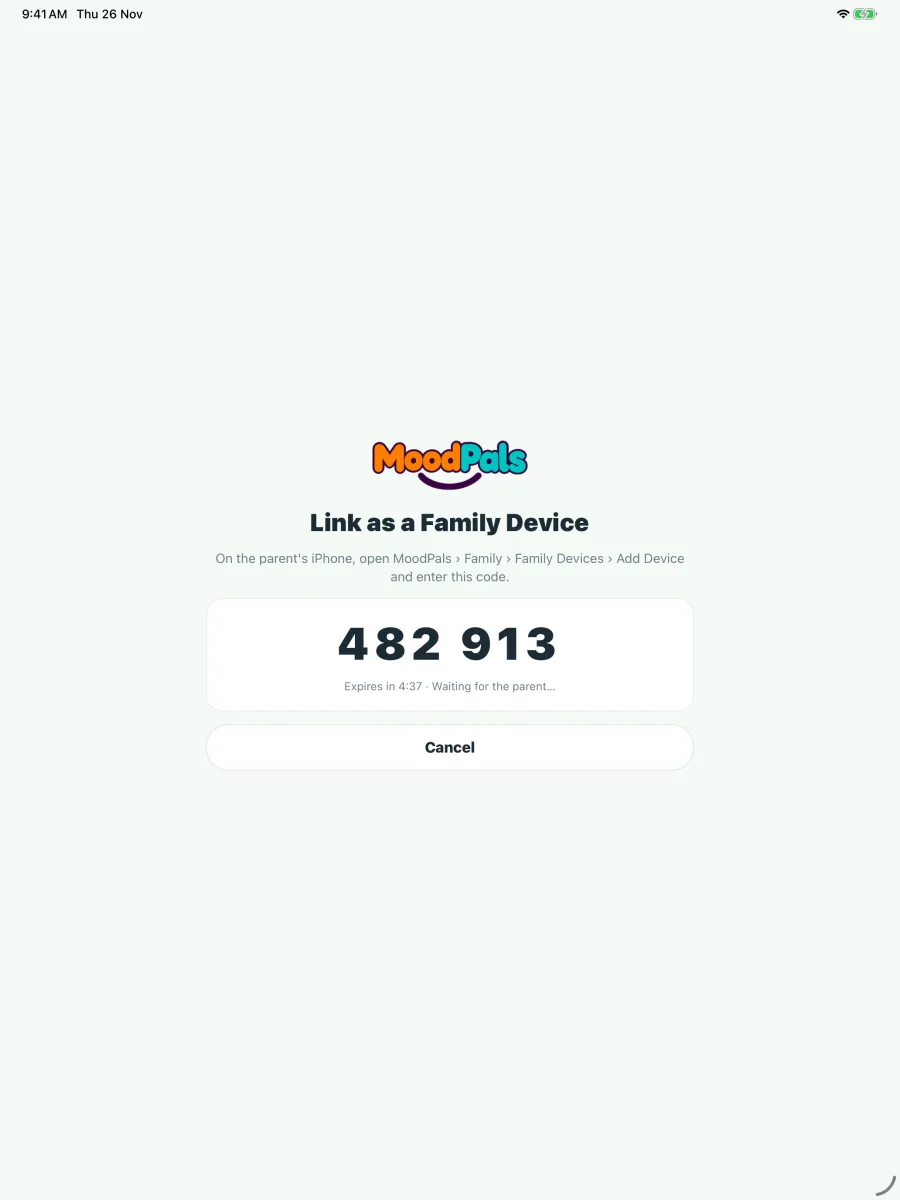 9:41 AM Thu 26 Nov
MoodPals
Link as a Family Device
On the parent's iPhone, open MoodPals › Family › Family Devices › Add Device
and enter this code.
482 913
Expires in 4:37 · Waiting for the parent...
Cancel